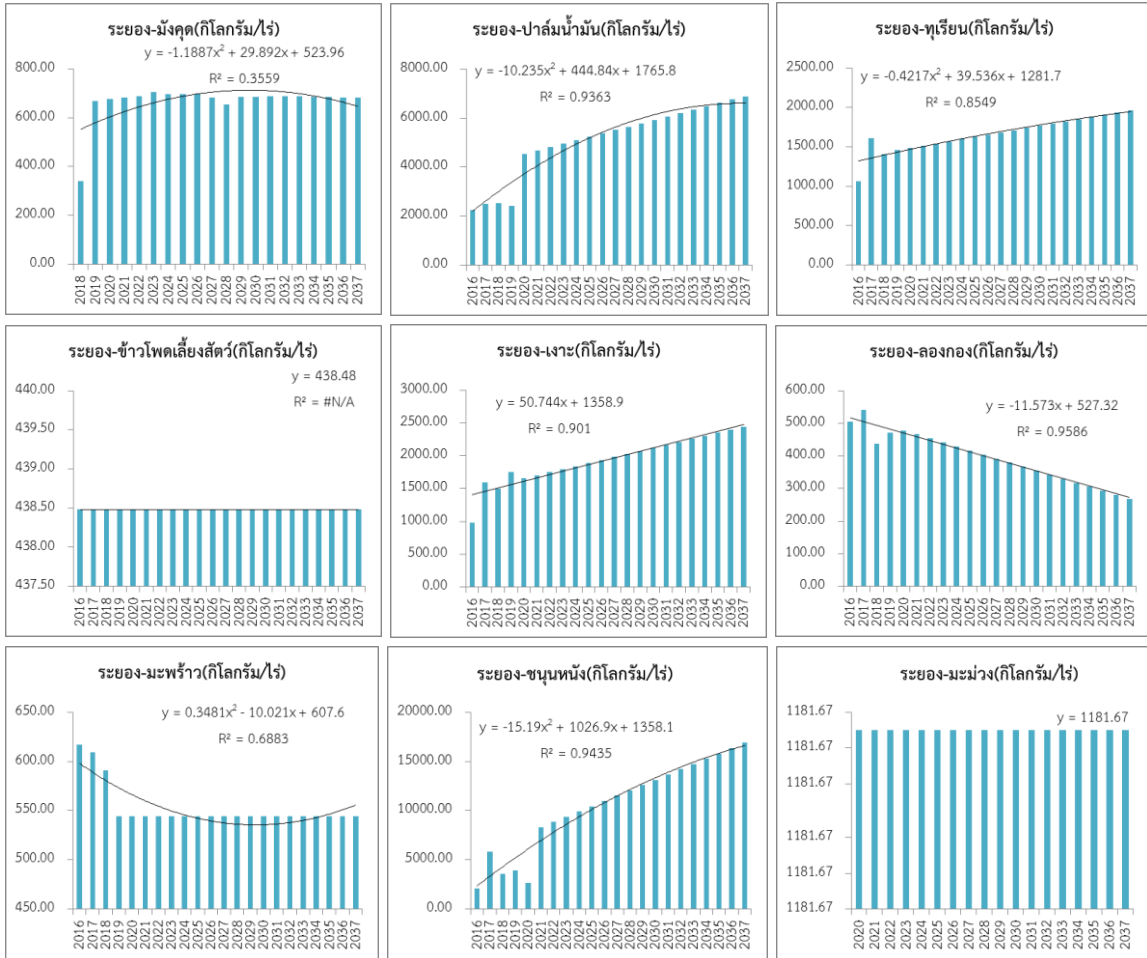 ระยอง-มังคุด(กิโลกรัม/ไร่)
y = -1.1887x² + 29.892x + 523.96
R² = 0.3559
800.00
600.00
400.00
200.00
0.00
2018 2019 2020 2021 2022 2023 2024 2025 2026 2027 2028 2029 2030 2031 2032 2033 2034 2035 2036 2037
ระยอง-ปาล์มน้ำมัน(กิโลกรัม/ไร่)
y = -10.235x² + 444.84x + 1765.8
R² = 0.9363
8000.00
6000.00
4000.00
2000.00
0.00
2016 2017 2018 2019 2020 2021 2022 2023 2024 2025 2026 2027 2028 2029 2030 2031 2032 2033 2034 2035 2036 2037
ระยอง-ทุเรียน(กิโลกรัม/ไร่)
y = -0.4217x² + 39.536x + 1281.7
R² = 0.8549
2500.00
2000.00
1500.00
1000.00
500.00
0.00
2016 2017 2018 2019 2020 2021 2022 2023 2024 2025 2026 2027 2028 2029 2030 2031 2032 2033 2034 2035 2036 2037
ระยอง-ข้าวโพดเลี้ยงสัตว์(กิโลกรัม/ไร่)
y = 438.48
R² = #N/A
440.00
439.50
439.00
438.50
438.00
437.50
2016 2017 2018 2019 2020 2021 2022 2023 2024 2025 2026 2027 2028 2029 2030 2031 2032 2033 2034 2035 2036 2037
ระยอง-เงาะ(กิโลกรัม/ไร่)
y = 50.744x + 1358.9
R² = 0.901
3000.00
2500.00
2000.00
1500.00
1000.00
500.00
0.00
2016 2017 2018 2019 2020 2021 2022 2023 2024 2025 2026 2027 2028 2029 2030 2031 2032 2033 2034 2035 2036 2037
ระยอง-ลองกอง(กิโลกรัม/ไร่)
y = -11.573x + 527.32
R² = 0.9586
600.00
500.00
400.00
300.00
200.00
100.00
0.00
2016 2017 2018 2019 2020 2021 2022 2023 2024 2025 2026 2027 2028 2029 2030 2031 2032 2033 2034 2035 2036 2037
ระยอง-มะพร้าว(กิโลกรัม/ไร่)
y = 0.3481x² - 10.021x + 607.6
R² = 0.6883
650.00
600.00
550.00
500.00
450.00
2016 2017 2018 2019 2020 2021 2022 2023 2024 2025 2026 2027 2028 2029 2030 2031 2032 2033 2034 2035 2036 2037
ระยอง-ขนุนหนัง(กิโลกรัม/ไร่)
y = -15.19x² + 1026.9x + 1358.1
R² = 0.9435
20000.00
15000.00
10000.00
5000.00
0.00
2016 2017 2018 2019 2020 2021 2022 2023 2024 2025 2026 2027 2028 2029 2030 2031 2032 2033 2034 2035 2036 2037
ระยอง-มะม่วง(กิโลกรัม/ไร่)
y = 1181.67
1181.67
1181.67
1181.67
1181.67
1181.67
1181.67
2020 2021 2022 2023 2024 2025 2026 2027 2028 2029 2030 2031 2032 2033 2034 2035 2036 2037